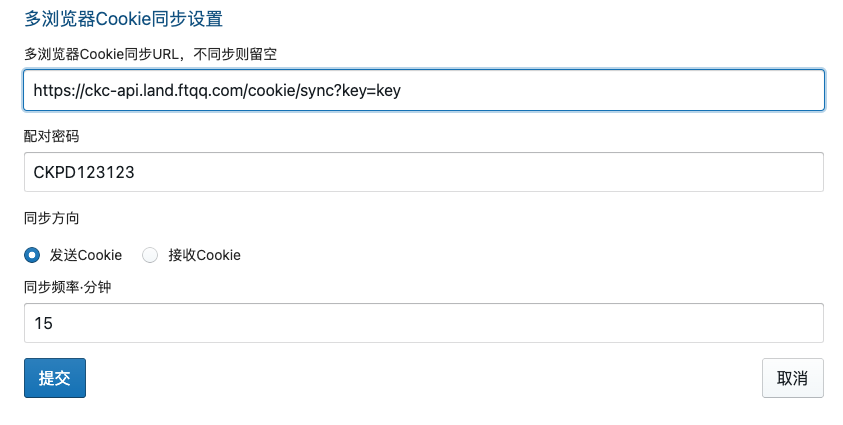 多浏览器Cookie同步设置
多浏览器Cookie同步URL，不同步则留空
https://ckc-api.land.ftqq.com/cookie/sync?key=key
配对密码
CKPD123123
同步方向
发送Cookie 接收Cookie
同步频率·分钟
15
提交 取消